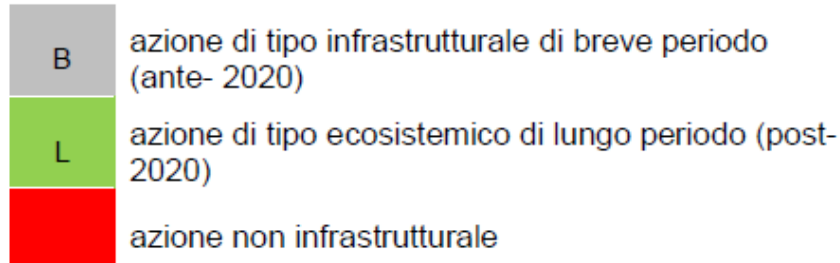 B
azione di tipo infrastrutturale di breve periodo
(ante- 2020)
L
azione di tipo ecosistemico di lungo periodo (post-
2020)
azione non infrastrutturale